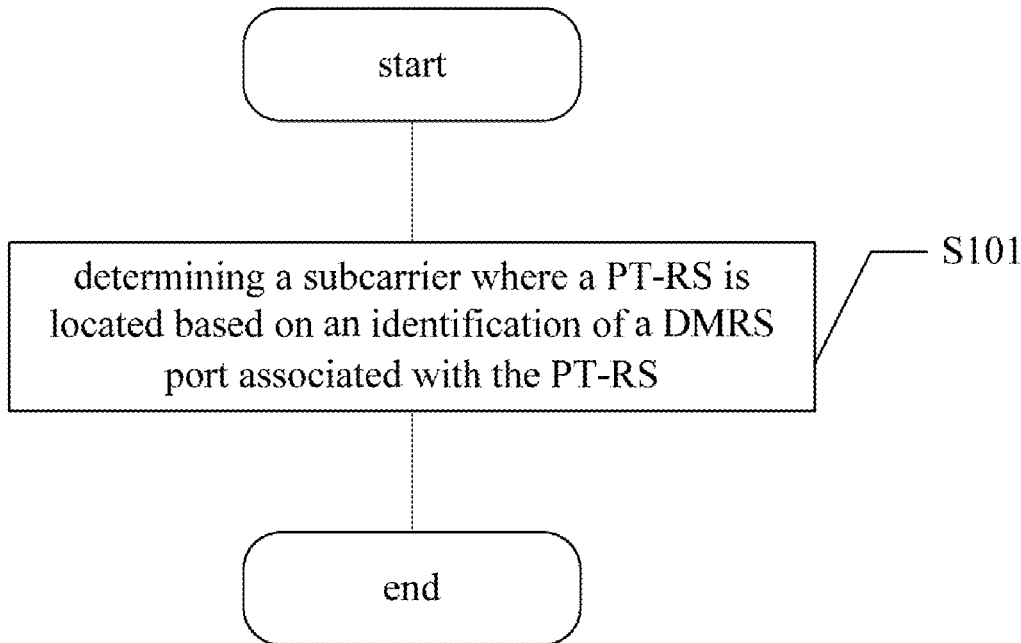 start
determining a subcarrier where a PT-RS is
located based on an identification of a DMRS
port associated with the PT-RS
S101
end